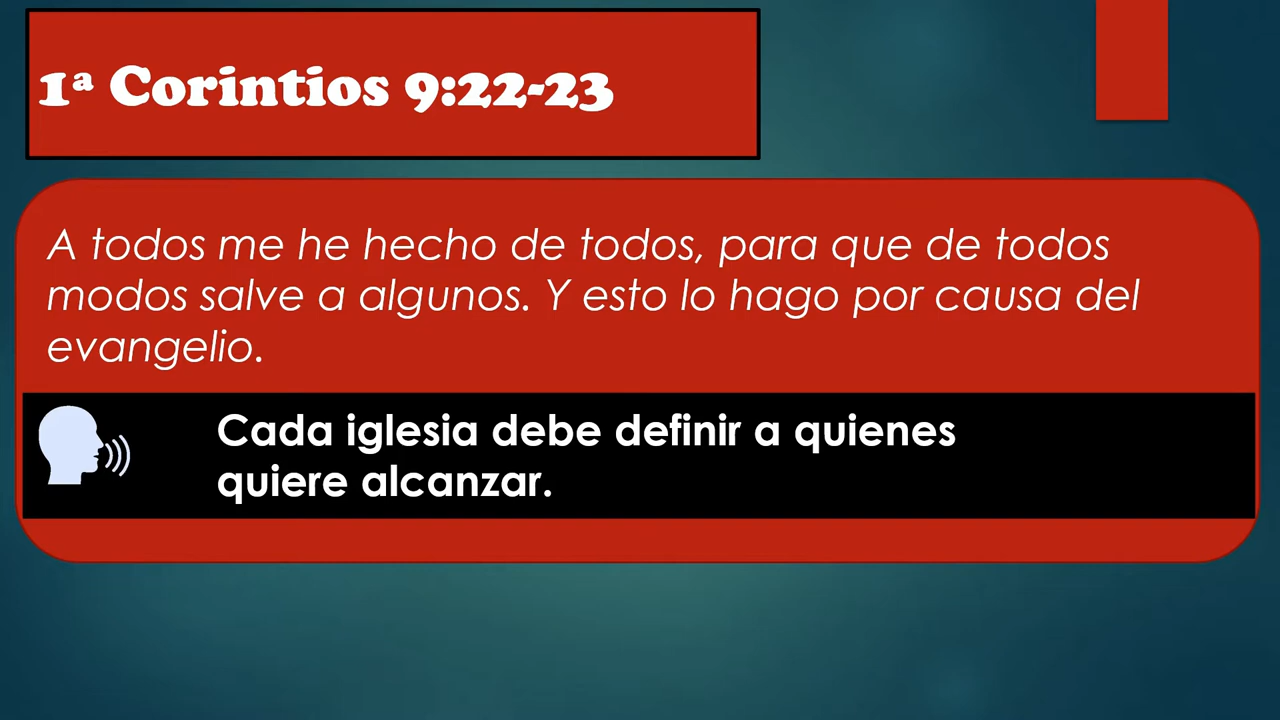 1ª Corintios 9:22-23
A todos me he hecho de todos, para que de todos
modos salve a algunos. Y esto lo hago por causa del
evangelio.
Cada iglesia debe definir a quienes
quiere alcanzar.